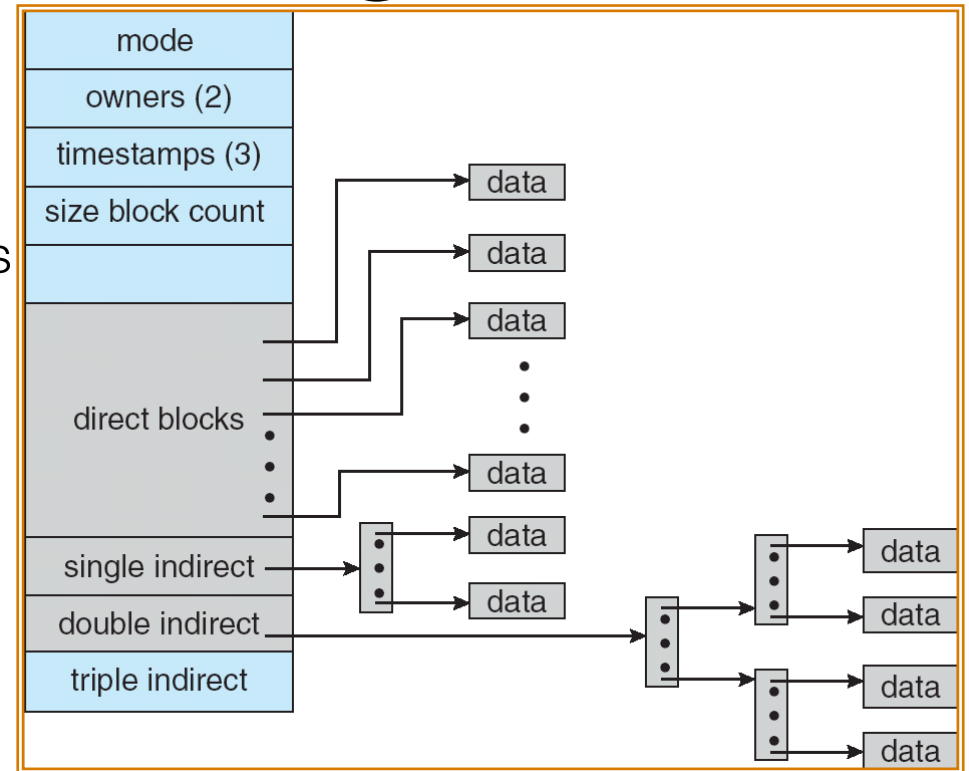 mode
owners (2)
timestamps (3)
size block count
direct blocks
single indirect
double indirect
triple indirect
data
data
data
data
data
data
data
data
data
data